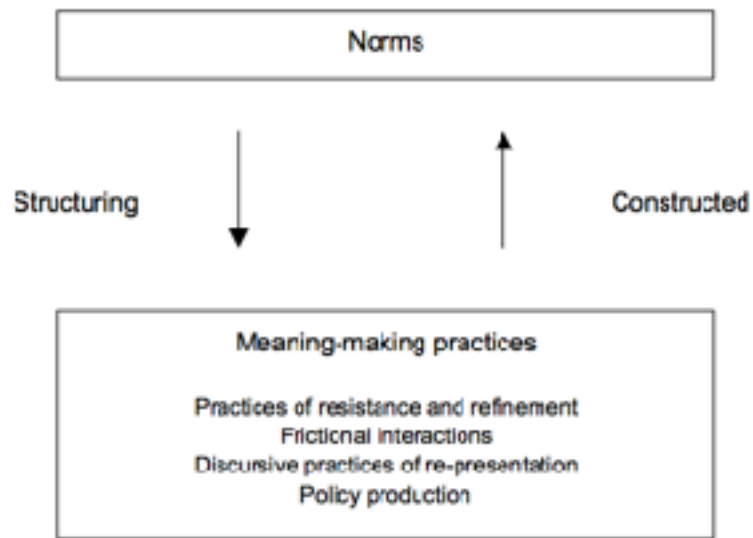 Norms
Structuring
Constructed
Meaning-making practices
Practices of resistance and refinement
Frictional interactions
Discursive practices of re-presentation
Policy production